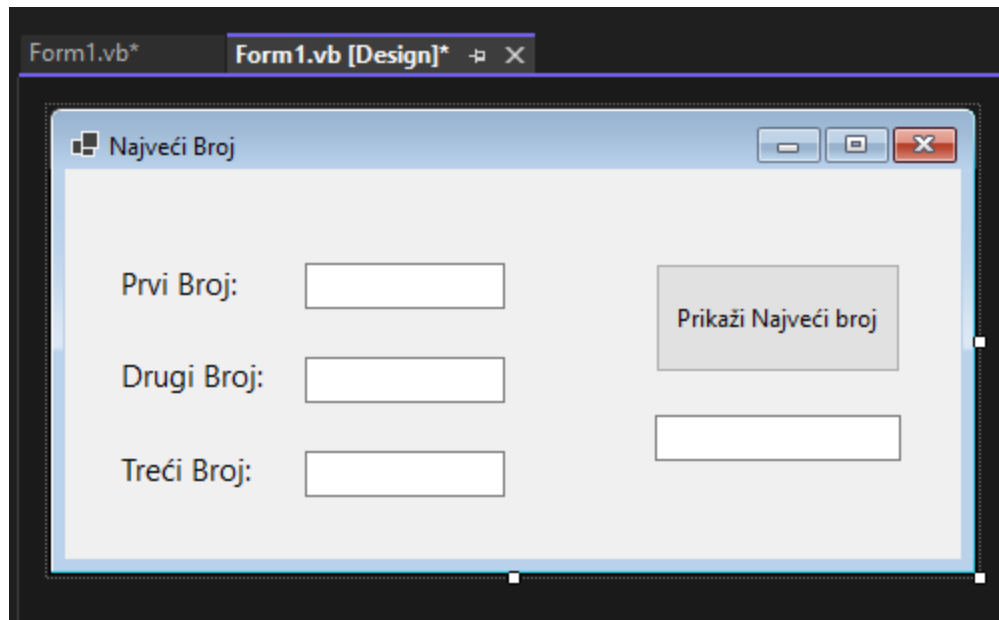 Form1.vb*
Form1.vb [Design]*
Najveći Broj
Prvi Broj:
Prikaži Najveći broj
Drugi Broj:
Treći Broj: